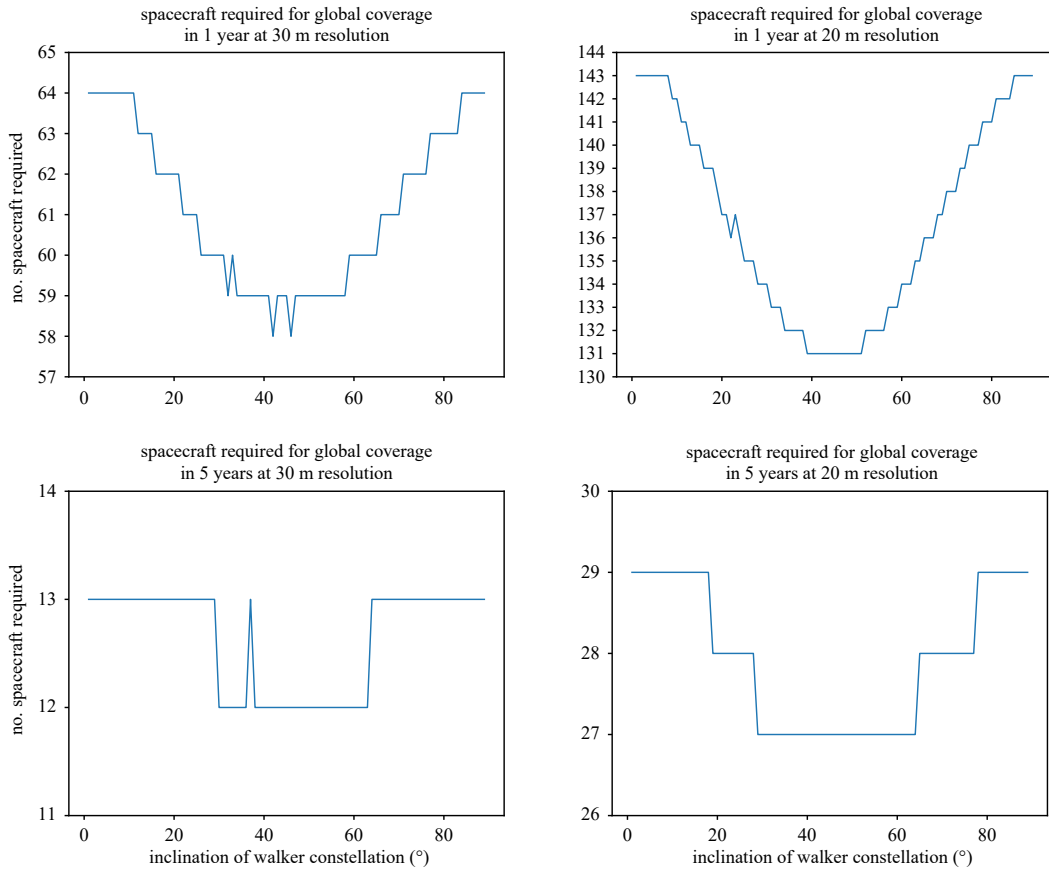 spacecraft required for global coverage
in 1 year at 30 m resolution
65
64
63
62
61
60
59
58
57
no. spacecraft required
0 20 40 60 80
spacecraft required for global coverage
in 1 year at 20 m resolution
144
143
142
141
140
139
138
137
136
135
134
133
132
131
130
0 20 40 60 80
spacecraft required for global coverage
in 5 years at 30 m resolution
14
13
12
11
no. spacecraft required
0 20 40 60 80
inclination of walker constellation (°)
spacecraft required for global coverage
in 5 years at 20 m resolution
30
29
28
27
26
0 20 40 60 80
inclination of walker constellation (°)